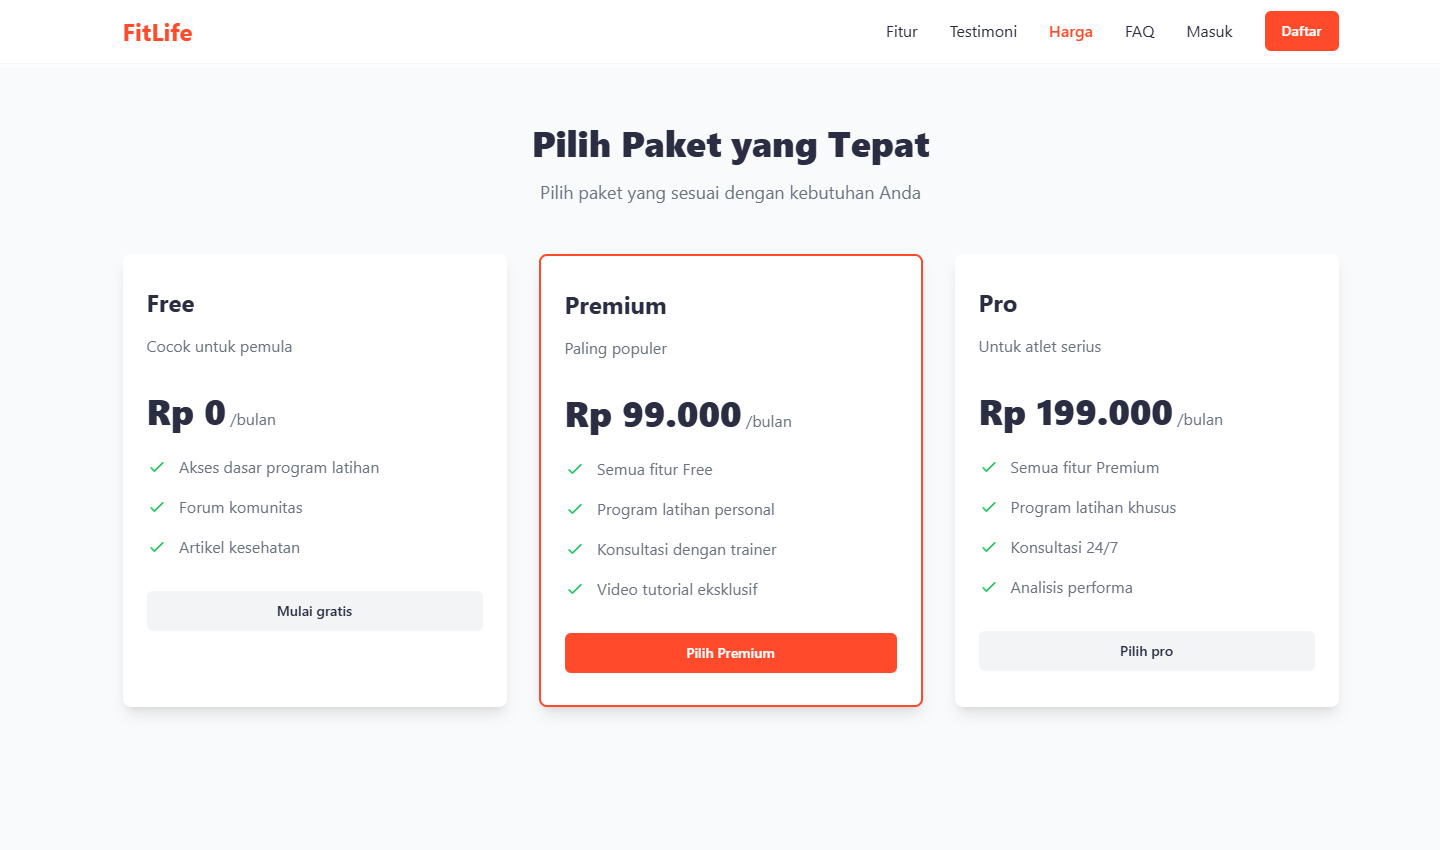 FitLife
Fitur
Testimoni
Harga
FAQ
Masuk
Daftar
Pilih Paket yang Tepat
Pilih paket yang sesuai dengan kebutuhan Anda
Free
Cocok untuk pemula
Rp 0 /bulan
Akses dasar program latihan
Forum komunitas
Artikel kesehatan
Mulai gratis
Premium
Paling populer
Rp 99.000 /bulan
Semua fitur Free
Program latihan personal
Konsultasi dengan trainer
Video tutorial eksklusif
Pilih Premium
Pro
Untuk atlet serius
Rp 199.000 /bulan
Semua fitur Premium
Program latihan khusus
Konsultasi 24/7
Analisis performa
Pilih pro